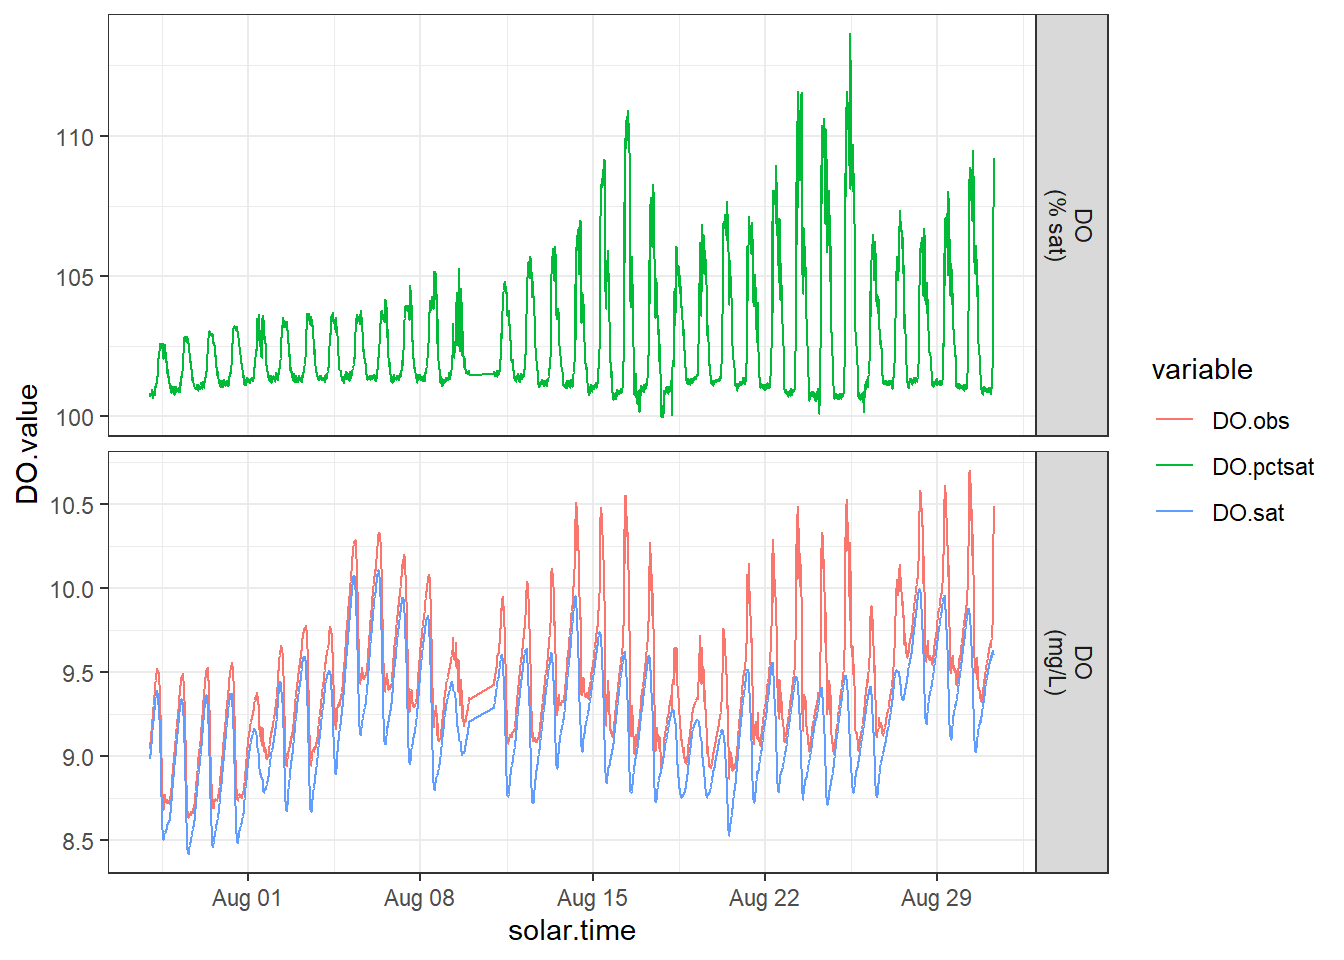 DO.value
110
105
100
DO
(% sat)
10.5
10.0
9.5
9.0
8.5
DO
(mg/L)
Aug 01
Aug 08
Aug 15
Aug 22
Aug 29
solar.time
variable
DO.obs
DO.pctsat
DO.sat